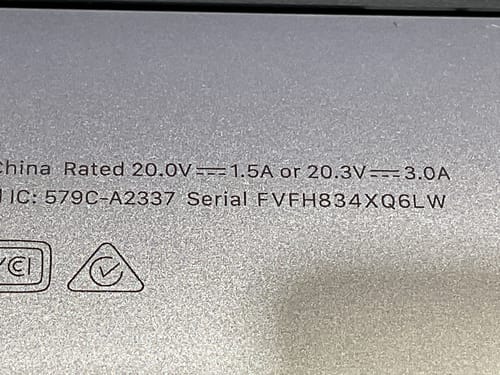 China Rated 20.0V⎓1.5A or 20.3V⎓3.0A
IC: 579C-A2337 Serial FVFH834XQ6LW